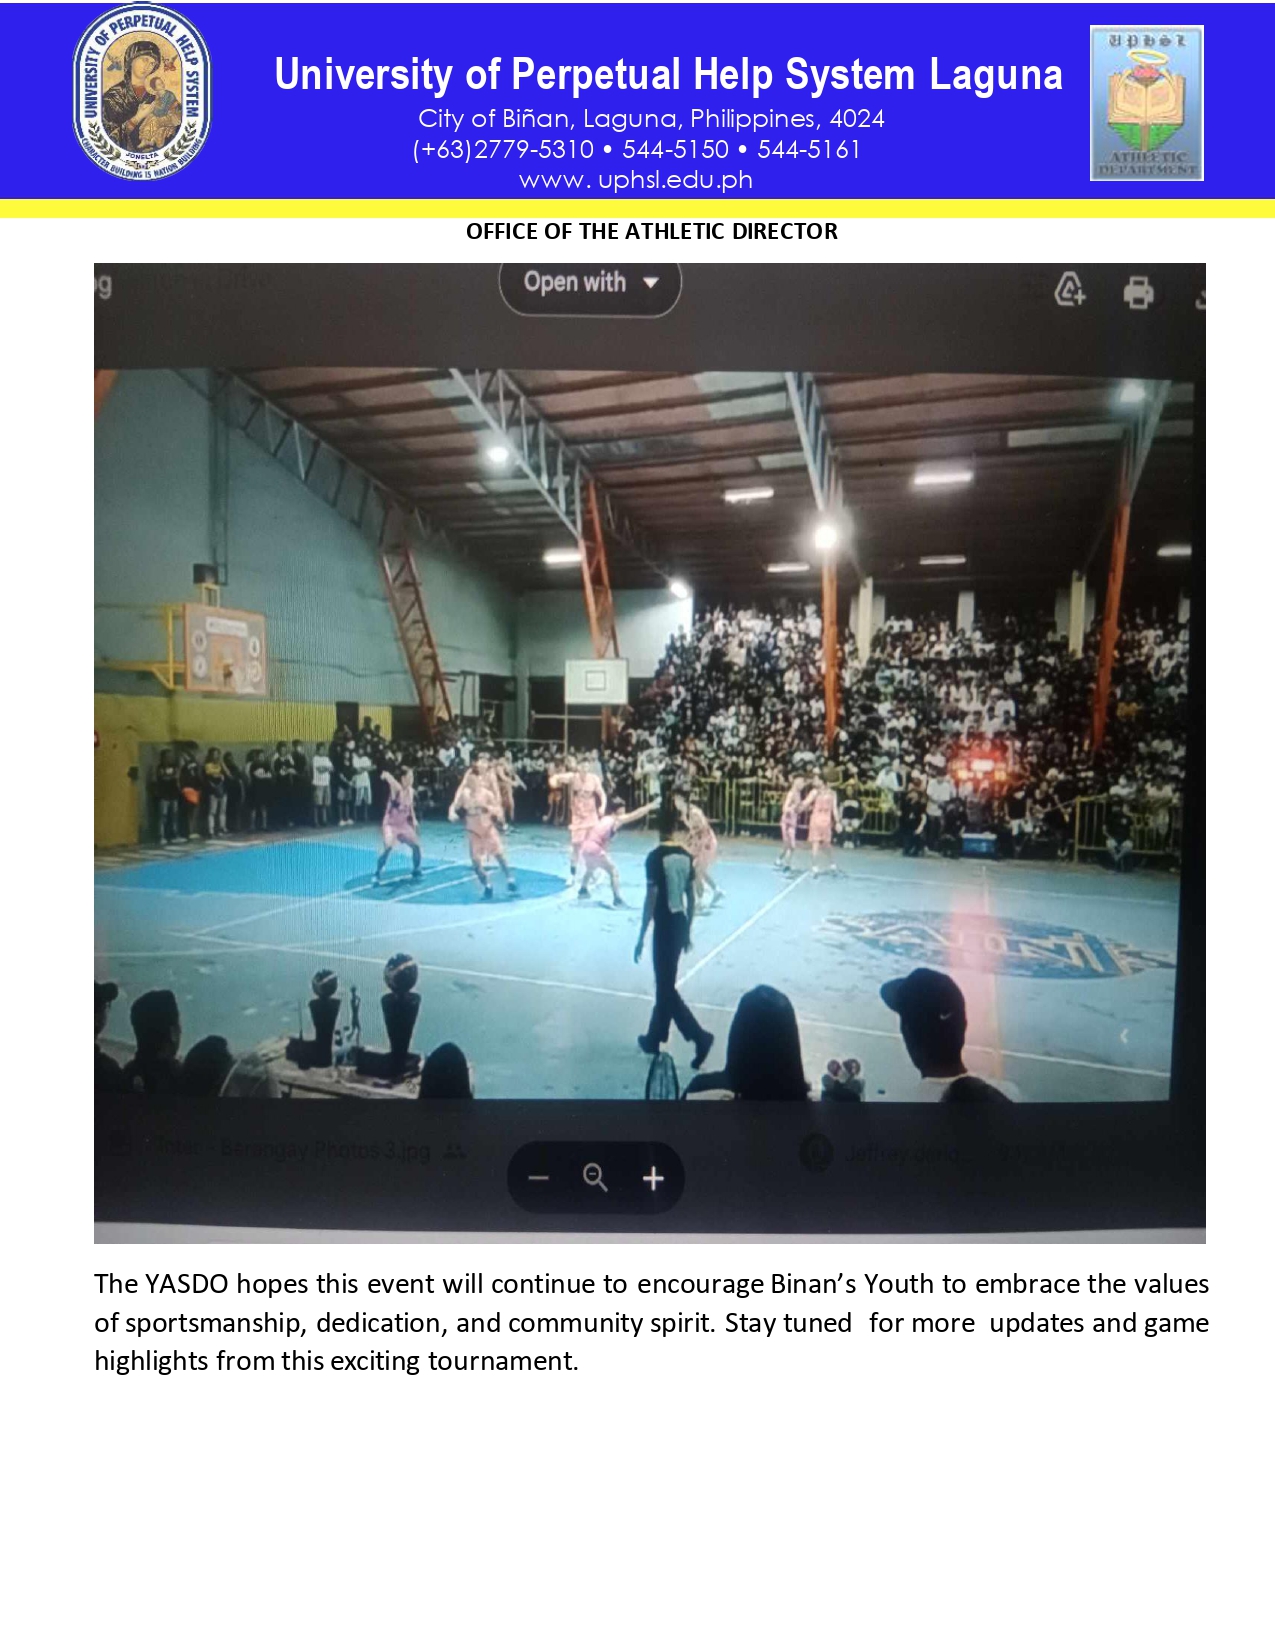 UNIVERSITY OF PERPETUAL HELP SYSTEM
JONELTA
CHARACTER BUILDING IS NATION BUILDING
University of Perpetual Help System Laguna
City of Biñan, Laguna, Philippines, 4024
(+63)2779-5310 • 544-5150 • 544-5161
www. uphsl.edu.ph
UPHSL
ATHLETIC
DEPARTMENT
OFFICE OF THE ATHLETIC DIRECTOR
Open with
Inter - Barangay Photos 3.jpg
The YASDO hopes this event will continue to encourage Binan’s Youth to embrace the values
of sportsmanship, dedication, and community spirit. Stay tuned for more updates and game
highlights from this exciting tournament.